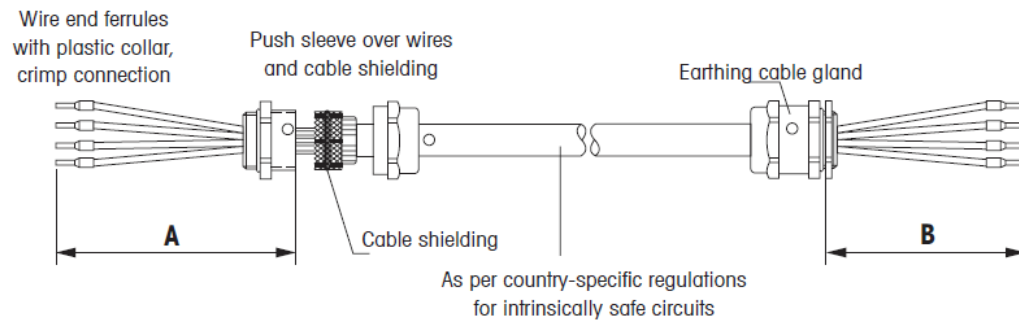 Wire end ferrules
with plastic collar,
crimp connection
Push sleeve over wires
and cable shielding
Earthing cable gland
A
B
Cable shielding
As per country-specific regulations
for intrinsically safe circuits